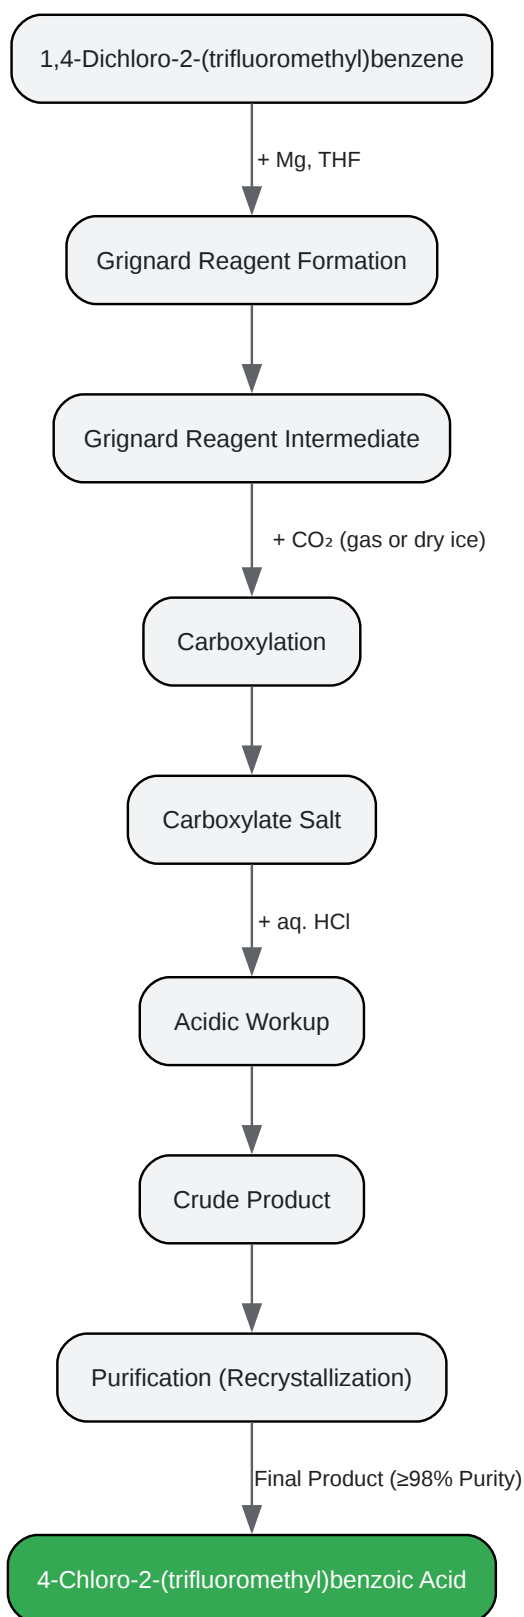 1,4-Dichloro-2-(trifluoromethyl)benzene
+ Mg, THF
Grignard Reagent Formation
Grignard Reagent Intermediate
+ CO₂ (gas or dry ice)
Carboxylation
Carboxylate Salt
+ aq. HCl
Acidic Workup
Crude Product
Purification (Recrystallization)
Final Product (≥98% Purity)
4-Chloro-2-(trifluoromethyl)benzoic Acid